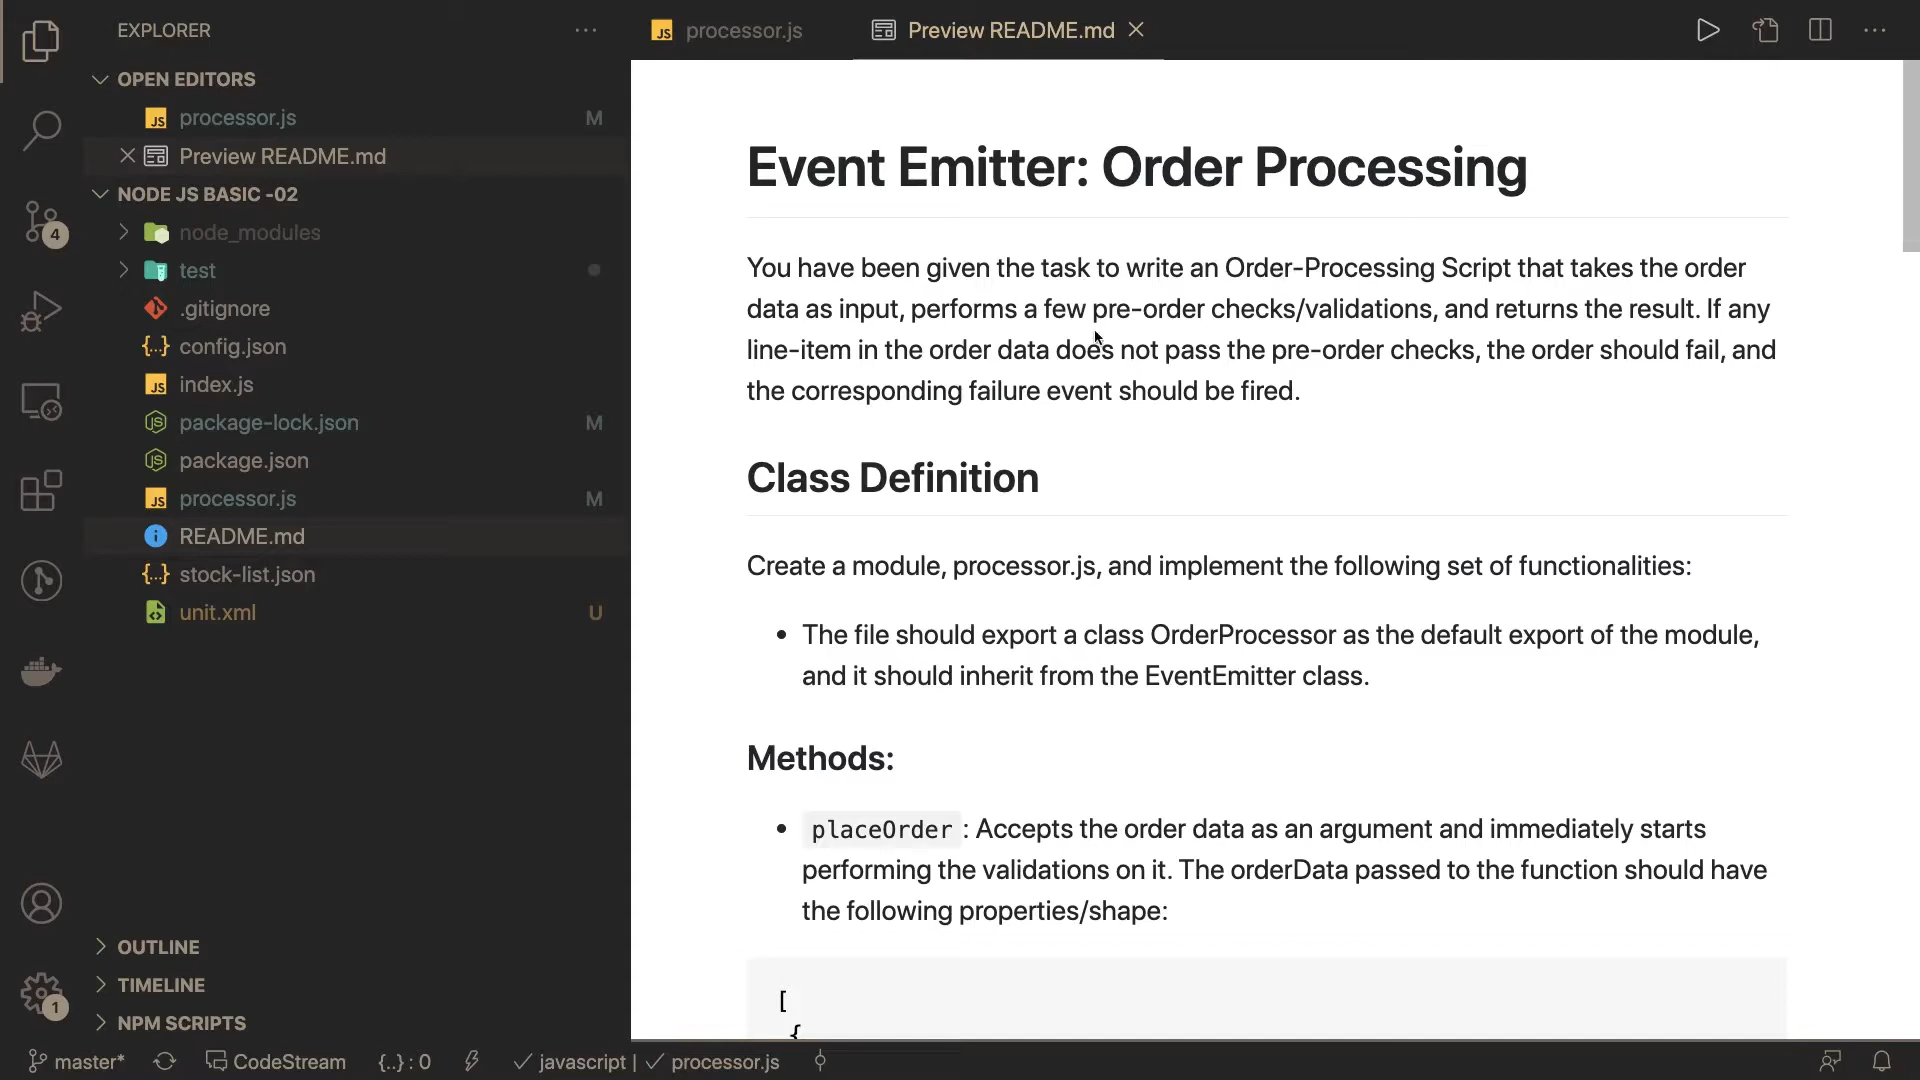 EXPLORER
processor.js
Preview README.md
OPEN EDITORS
processor.js M
Preview README.md
NODE JS BASIC -02
node_modules
test
.gitignore
config.json
index.js
package-lock.json M
package.json
processor.js M
README.md
stock-list.json
unit.xml U
4
1
OUTLINE
TIMELINE
NPM SCRIPTS
Event Emitter: Order Processing
You have been given the task to write an Order-Processing Script that takes the order
data as input, performs a few pre-order checks/validations, and returns the result. If any
line-item in the order data does not pass the pre-order checks, the order should fail, and
the corresponding failure event should be fired.
Class Definition
Create a module, processor.js, and implement the following set of functionalities:
• The file should export a class OrderProcessor as the default export of the module,
and it should inherit from the EventEmitter class.
Methods:
• placeOrder : Accepts the order data as an argument and immediately starts
performing the validations on it. The orderData passed to the function should have
the following properties/shape:
[
{
master* CodeStream {..} : 0 javascript | processor.js